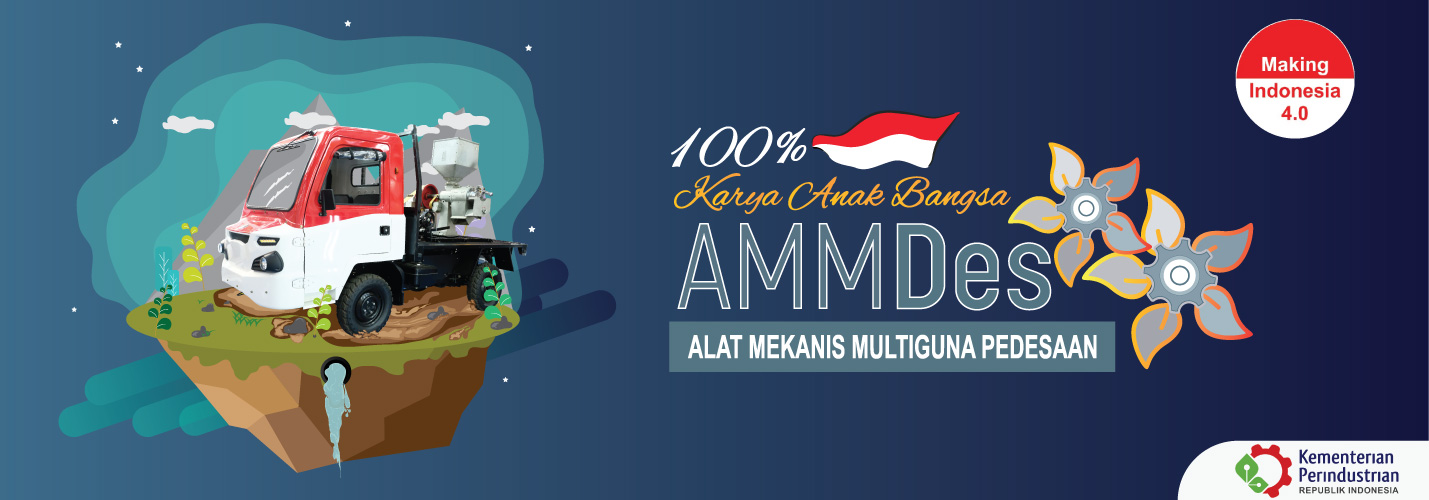 Making
Indonesia
4.0
100%
Karya Anak Bangsa
AMMDes
ALAT MEKANIS MULTIGUNA PEDESAAN
Kementerian
Perindustrian
REPUBLIK INDONESIA